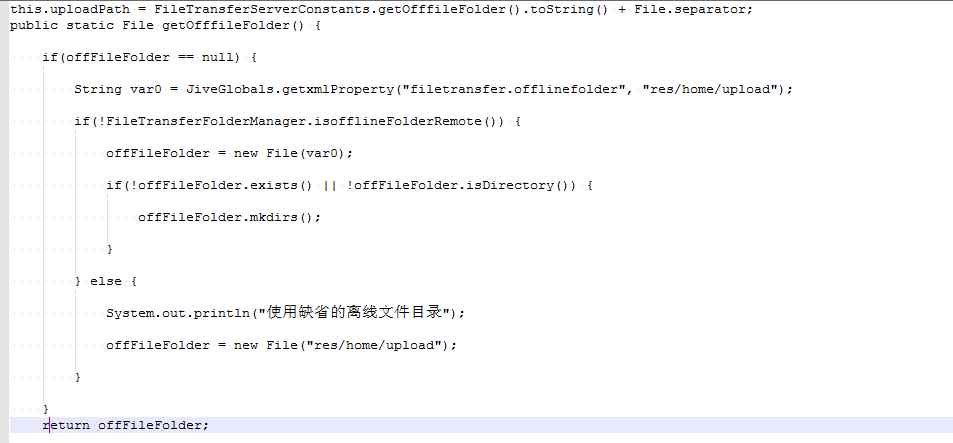 this.uploadPath = FileTransferServerConstants.getOfffileFolder().toString() + File.separator;
public static File getOfffileFolder() {
if(offFileFolder == null) {
String var0 = JiveGlobals.getxmlProperty("filetransfer.offlinefolder", "res/home/upload");
if(!FileTransferFolderManager.isofflineFolderRemote()) {
offFileFolder = new File(var0);
if(!offFileFolder.exists() || !offFileFolder.isDirectory()) {
offFileFolder.mkdirs();
}
} else {
System.out.println("使用缺省的离线文件目录");
offFileFolder = new File("res/home/upload");
}
}
return offFileFolder;